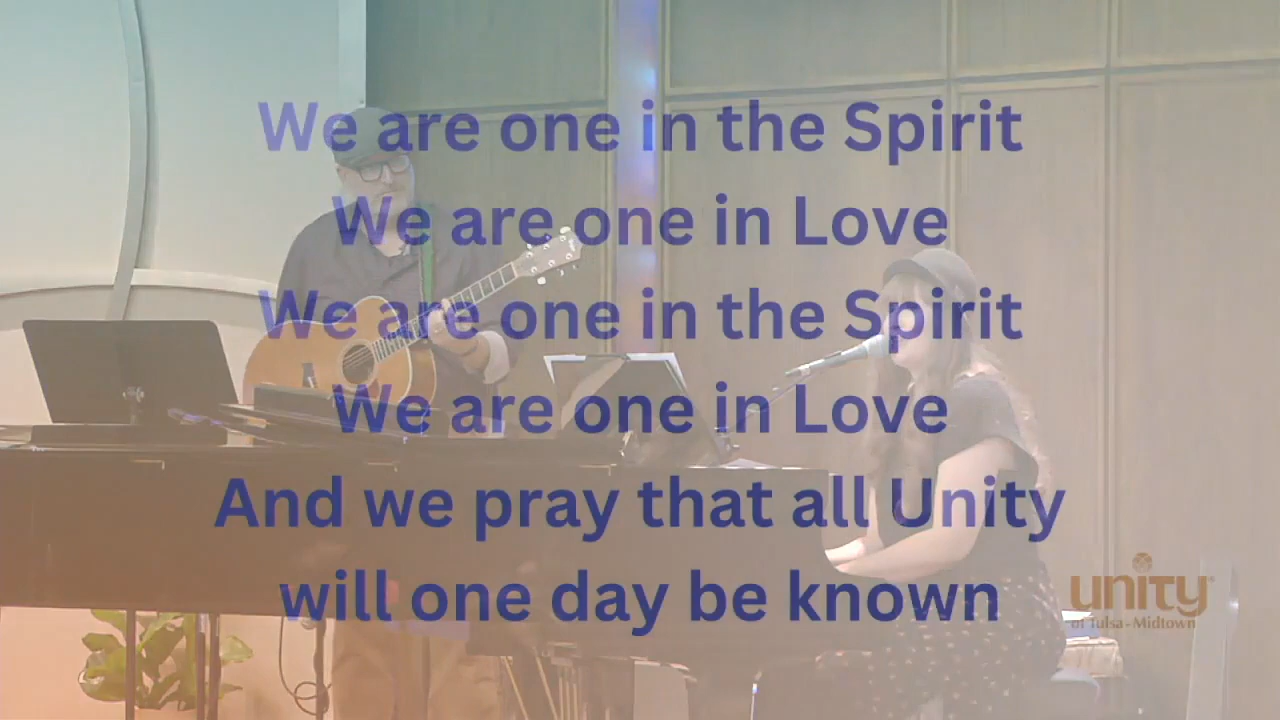 We are one in the Spirit
We are one in Love
We are one in the Spirit
We are one in Love
And we pray that all Unity
will one day be known
unity
of Tulsa-Midtown